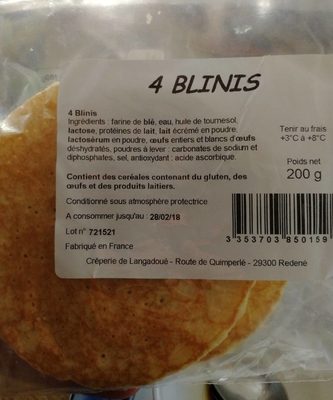 4 BLINIS
4 Blinis
Ingrédients : farine de blé, eau, huile de tournesol,
lactose, protéines de lait, lait écrémé en poudre,
lactosérum en poudre, œufs entiers et blancs d'œufs
déshydratés, poudres à lever : carbonates de sodium et
diphosphates, sel, antioxydant : acide ascorbique.
Tenir au frais
+3°C à +8°C
Poids net
200 g
Contient des céréales contenant du gluten, des
œufs et des produits laitiers.
Conditionné sous atmosphère protectrice
A consommer jusqu'au : 28/02/18
Lot n° 721521
Fabriqué en France
3 353703 850159
Crêperie de Langadoué - Route de Quimperlé - 29300 Redené